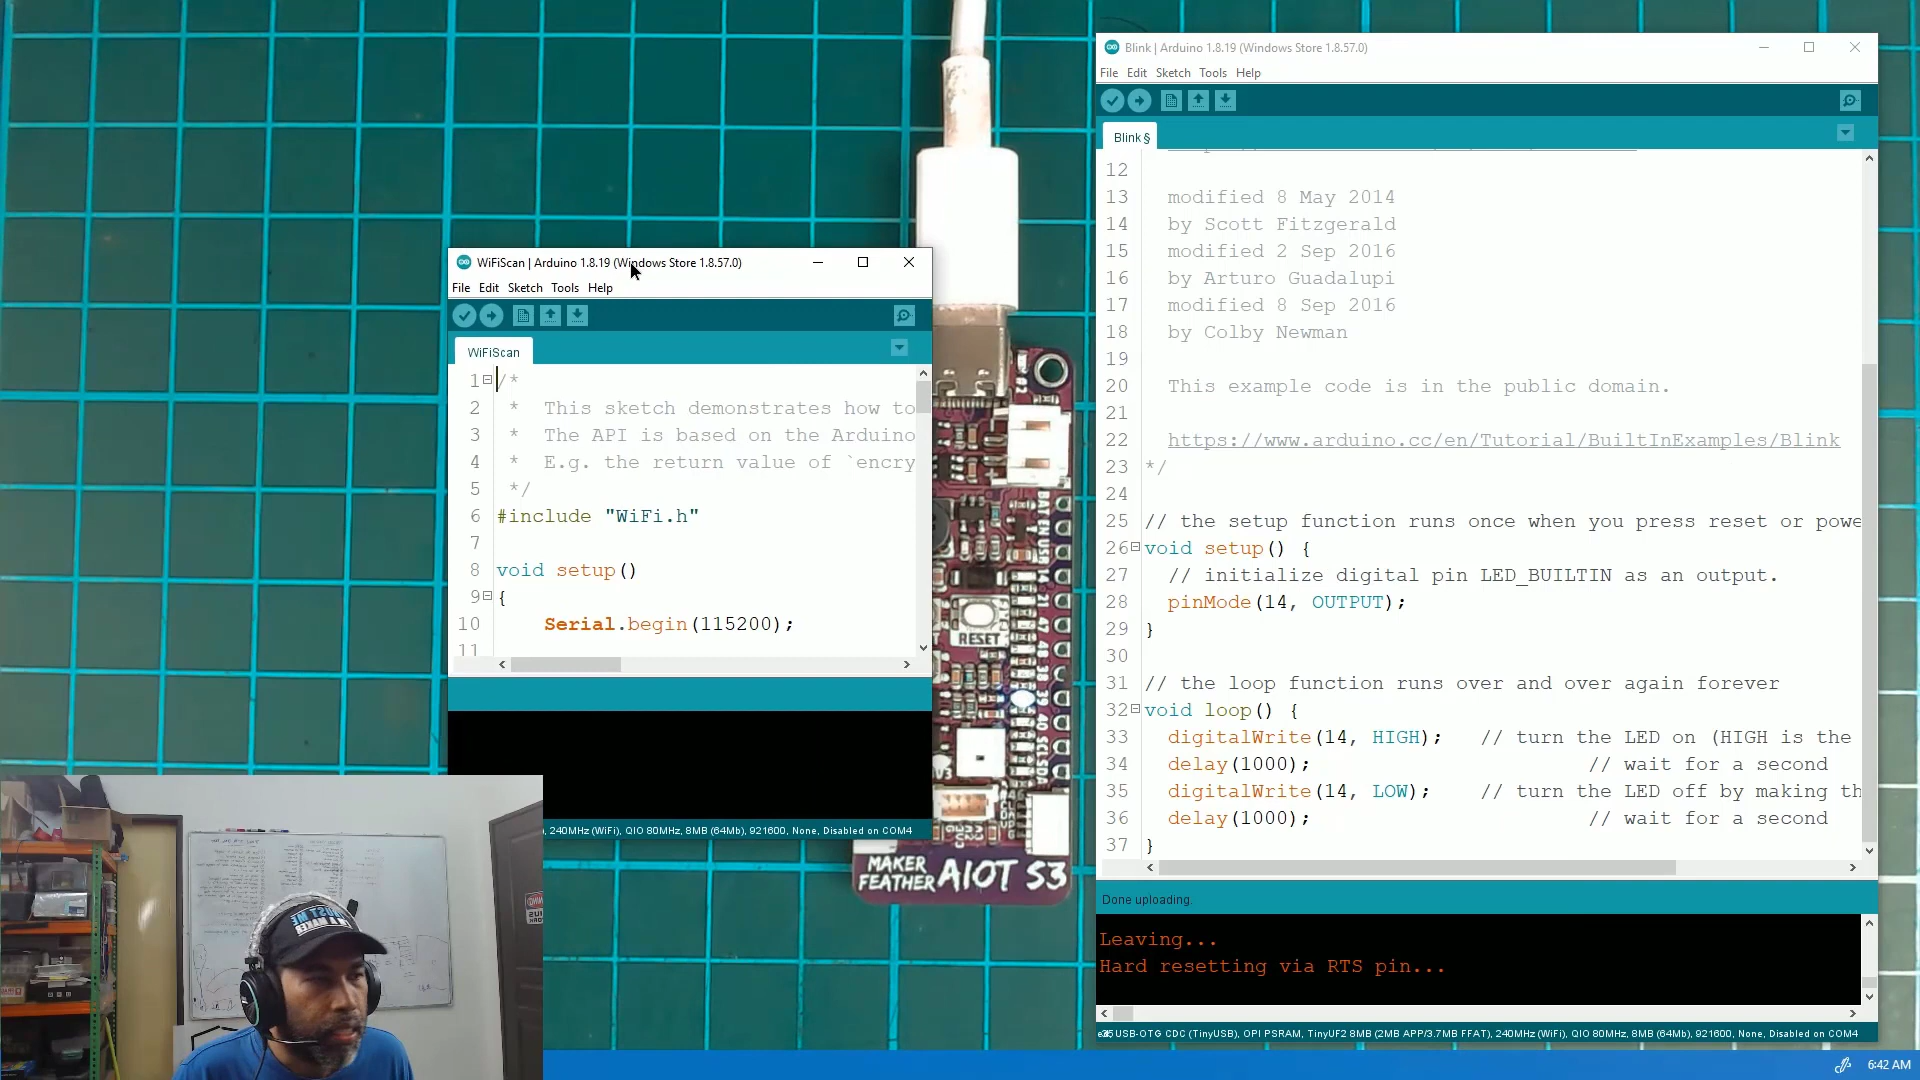 Blink | Arduino 1.8.19 (Windows Store 1.8.57.0)
File Edit Sketch Tools Help
Blink §
12
13 modified 8 May 2014
14 by Scott Fitzgerald
15 modified 2 Sep 2016
16 by Arturo Guadalupi
17 modified 8 Sep 2016
18 by Colby Newman
19
20 This example code is in the public domain.
21
22 https://www.arduino.cc/en/Tutorial/BuiltInExamples/Blink
23 */
24
25 // the setup function runs once when you press reset or powe
26 void setup() {
27 // initialize digital pin LED_BUILTIN as an output.
28 pinMode(14, OUTPUT);
29 }
30
31 // the loop function runs over and over again forever
32 void loop() {
33 digitalWrite(14, HIGH); // turn the LED on (HIGH is the
34 delay(1000); // wait for a second
35 digitalWrite(14, LOW); // turn the LED off by making th
36 delay(1000); // wait for a second
37 }
Done uploading.
Leaving...
Hard resetting via RTS pin...
USB-OTG CDC (TinyUSB), OPI PSRAM, TinyUF2 8MB (2MB APP/3.7MB FFAT), 240MHz (WiFi), QIO 80MHz, 8MB (64Mb), 921600, None, Disabled on COM4
WiFiScan | Arduino 1.8.19 (Windows Store 1.8.57.0)
File Edit Sketch Tools Help
WiFiScan
1 /*
2 * This sketch demonstrates how to
3 * The API is based on the Arduino
4 * E.g. the return value of `encry
5 */
6 #include "WiFi.h"
7
8 void setup()
9 {
10 Serial.begin(115200);
11
, 240MHz (WiFi), QIO 80MHz, 8MB (64Mb), 921600, None, Disabled on COM4
BAT EN USB
RESET
SCL SDA
MAKER
FEATHER AIOT S3
6:42 AM